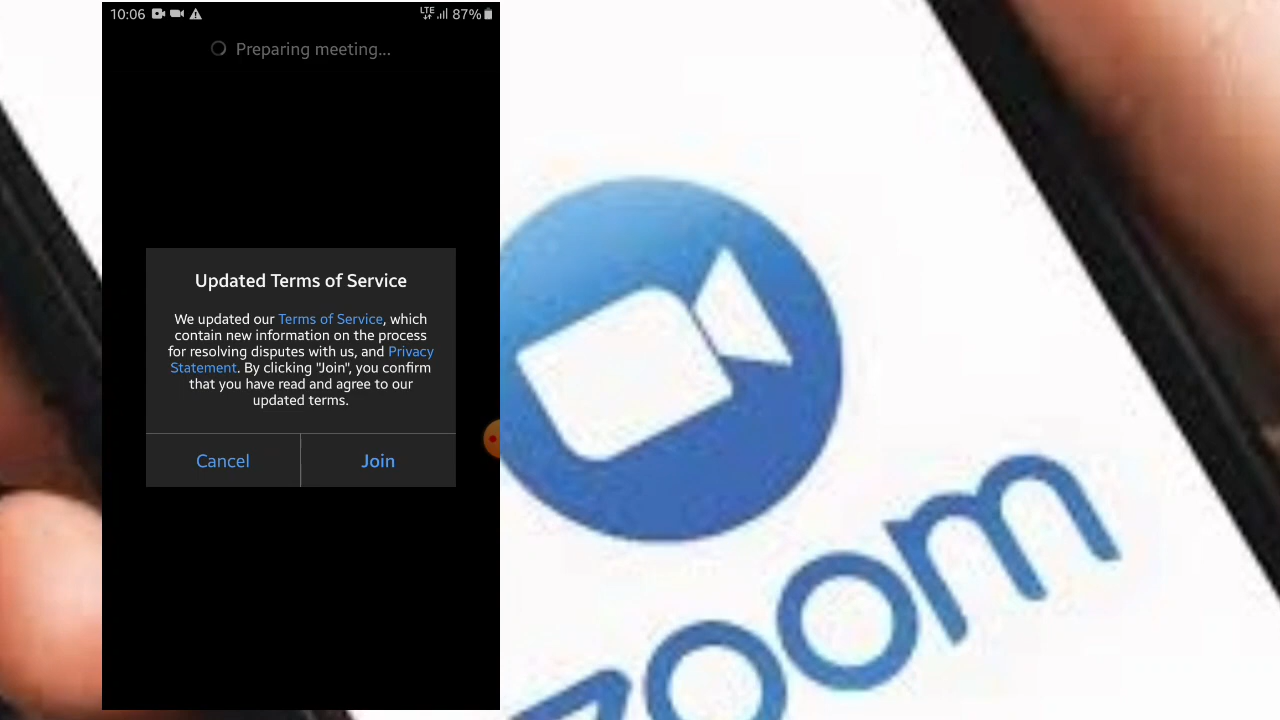 10:06
LTE 87%
Preparing meeting...
Updated Terms of Service
We updated our Terms of Service, which
contain new information on the process
for resolving disputes with us, and Privacy
Statement. By clicking "Join", you confirm
that you have read and agree to our
updated terms.
Cancel
Join
zoom